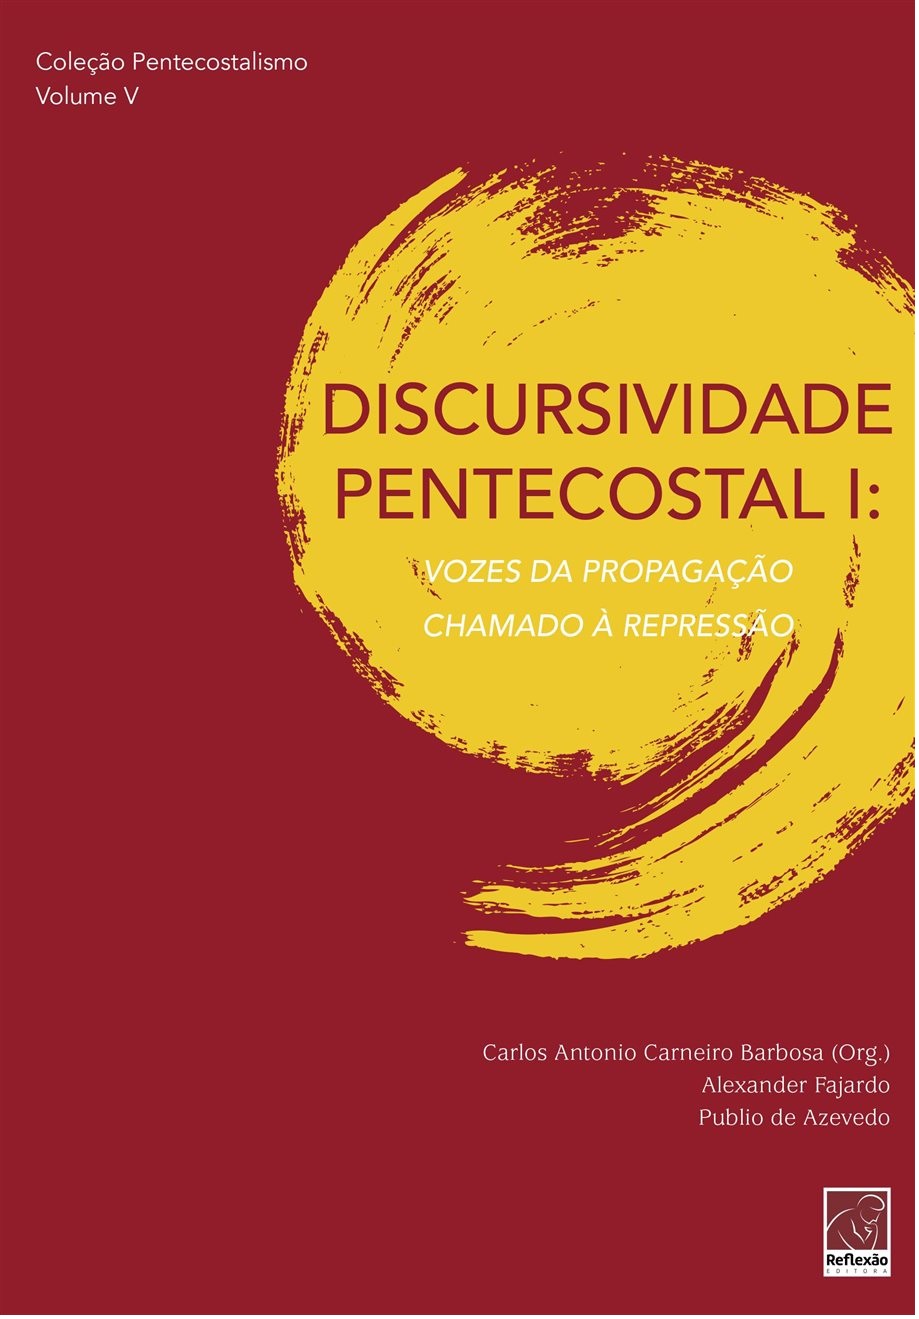 Coleção Pentecostalismo
Volume V
DISCURSIVIDADE
PENTECOSTAL I:
VOZES DA PROPAGAÇÃO
CHAMADO À REPRESSÃO
Carlos Antonio Carneiro Barbosa (Org.)
Alexander Fajardo
Publio de Azevedo
Reflexão
EDITORA